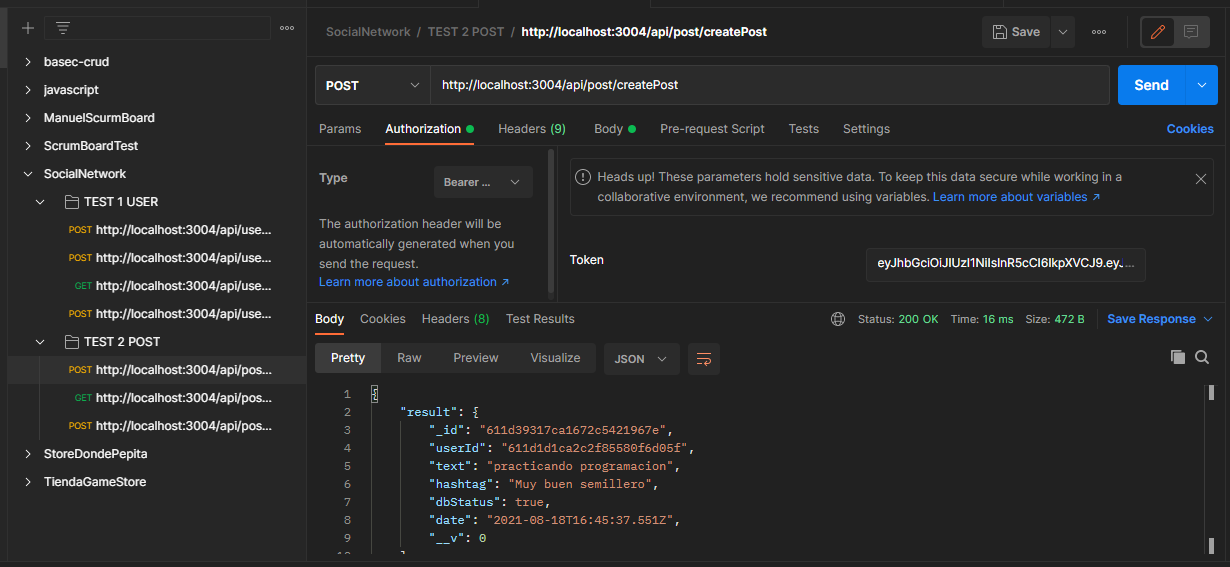 SocialNetwork / TEST 2 POST / http://localhost:3004/api/post/createPost
Save
basec-crud
javascript
ManuelScurmBoard
ScrumBoardTest
SocialNetwork
TEST 1 USER
POST http://localhost:3004/api/use...
POST http://localhost:3004/api/use...
GET http://localhost:3004/api/use...
POST http://localhost:3004/api/use...
TEST 2 POST
POST http://localhost:3004/api/pos...
GET http://localhost:3004/api/pos...
POST http://localhost:3004/api/pos...
StoreDondePepita
TiendaGameStore
POST http://localhost:3004/api/post/createPost Send
Params Authorization Headers (9) Body Pre-request Script Tests Settings Cookies
Type Bearer ...
The authorization header will be
automatically generated when you
send the request.
Learn more about authorization ↗
Heads up! These parameters hold sensitive data. To keep this data secure while working in a
collaborative environment, we recommend using variables. Learn more about variables ↗
Token eyJhbGciOiJIUzI1NiIsInR5cCI6IkpXVCJ9.eyJ...
Body Cookies Headers (8) Test Results Status: 200 OK Time: 16 ms Size: 472 B Save Response
Pretty Raw Preview Visualize JSON
1 {
2 "result": {
3 "_id": "611d39317ca1672c5421967e",
4 "userId": "611d1d1ca2c2f85580f6d05f",
5 "text": "practicando programacion",
6 "hashtag": "Muy buen semillero",
7 "dbStatus": true,
8 "date": "2021-08-18T16:45:37.551Z",
9 "__v": 0